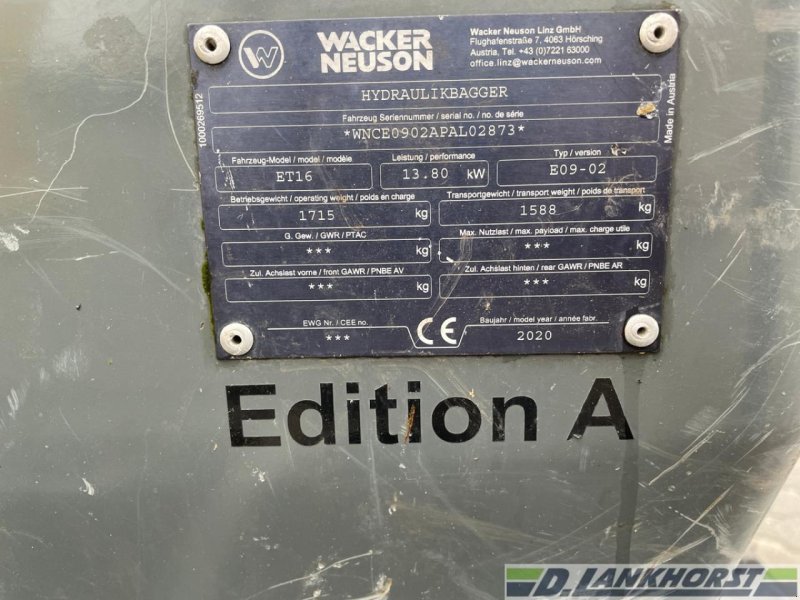 W
WACKER
NEUSON
Wacker Neuson Linz GmbH
Flughafenstraße 7, 4063 Hörsching
Austria, Tel. +43 (0)7221 63000
office.linz@wackerneuson.com
1000269512
HYDRAULIKBAGGER
Made in Austria
Fahrzeug Seriennummer / serial no. / no. de série
*WNCE0902APAL02873*
Fahrzeug-Model / model / modèle
Leistung / performance
Typ / version
ET16
13.80 kW
E09-02
Betriebsgewicht / operating weight / poids en charge
Transportgewicht / transport weight / poids de transport
1715 kg
1588 kg
G. Gew. / GWR / PTAC
Max. Nutzlast / max. payload / max. charge utile
*** kg
*** kg
Zul. Achslast vorne / front GAWR / PNBE AV
Zul. Achslast hinten / rear GAWR / PNBE AR
*** kg
*** kg
EWG Nr. / CEE no.
CE
Baujahr / model year / année fabr.
***
2020
Edition A
D. LANKHORST